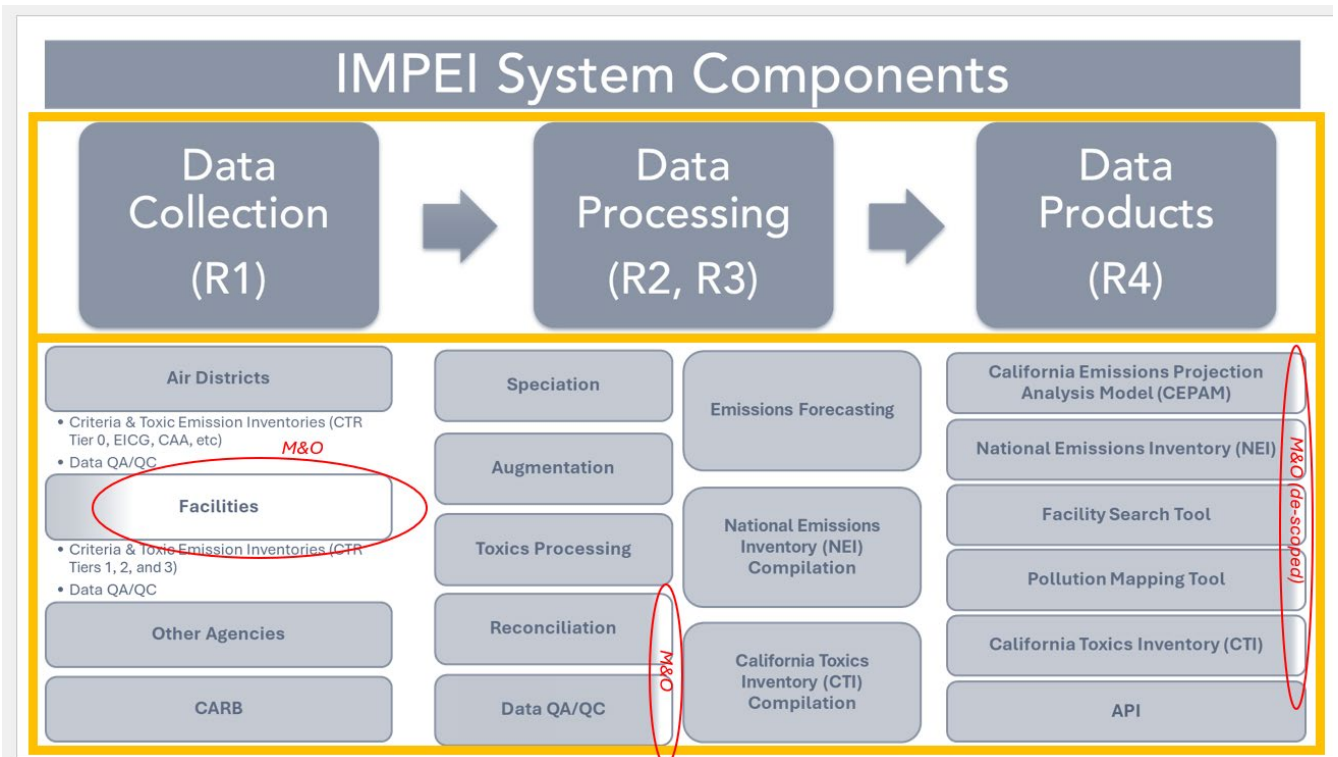 IMPEI System Components
Data
Collection
(R1)
Data
Processing
(R2, R3)
Data
Products
(R4)
Air Districts
• Criteria & Toxic Emission Inventories (CTR
Tier 0, EICG, CAA, etc)
• Data QA/QC
M&O
Facilities
• Criteria & Toxic Emission Inventories (CTR
Tiers 1, 2, and 3)
• Data QA/QC
Other Agencies
CARB
Speciation
Augmentation
Toxics Processing
Reconciliation
Data QA/QC
M&O
Emissions Forecasting
National Emissions
Inventory (NEI)
Compilation
California Toxics
Inventory (CTI)
Compilation
California Emissions Projection
Analysis Model (CEPAM)
National Emissions Inventory (NEI)
Facility Search Tool
Pollution Mapping Tool
California Toxics Inventory (CTI)
API
M&O (de-scoped)